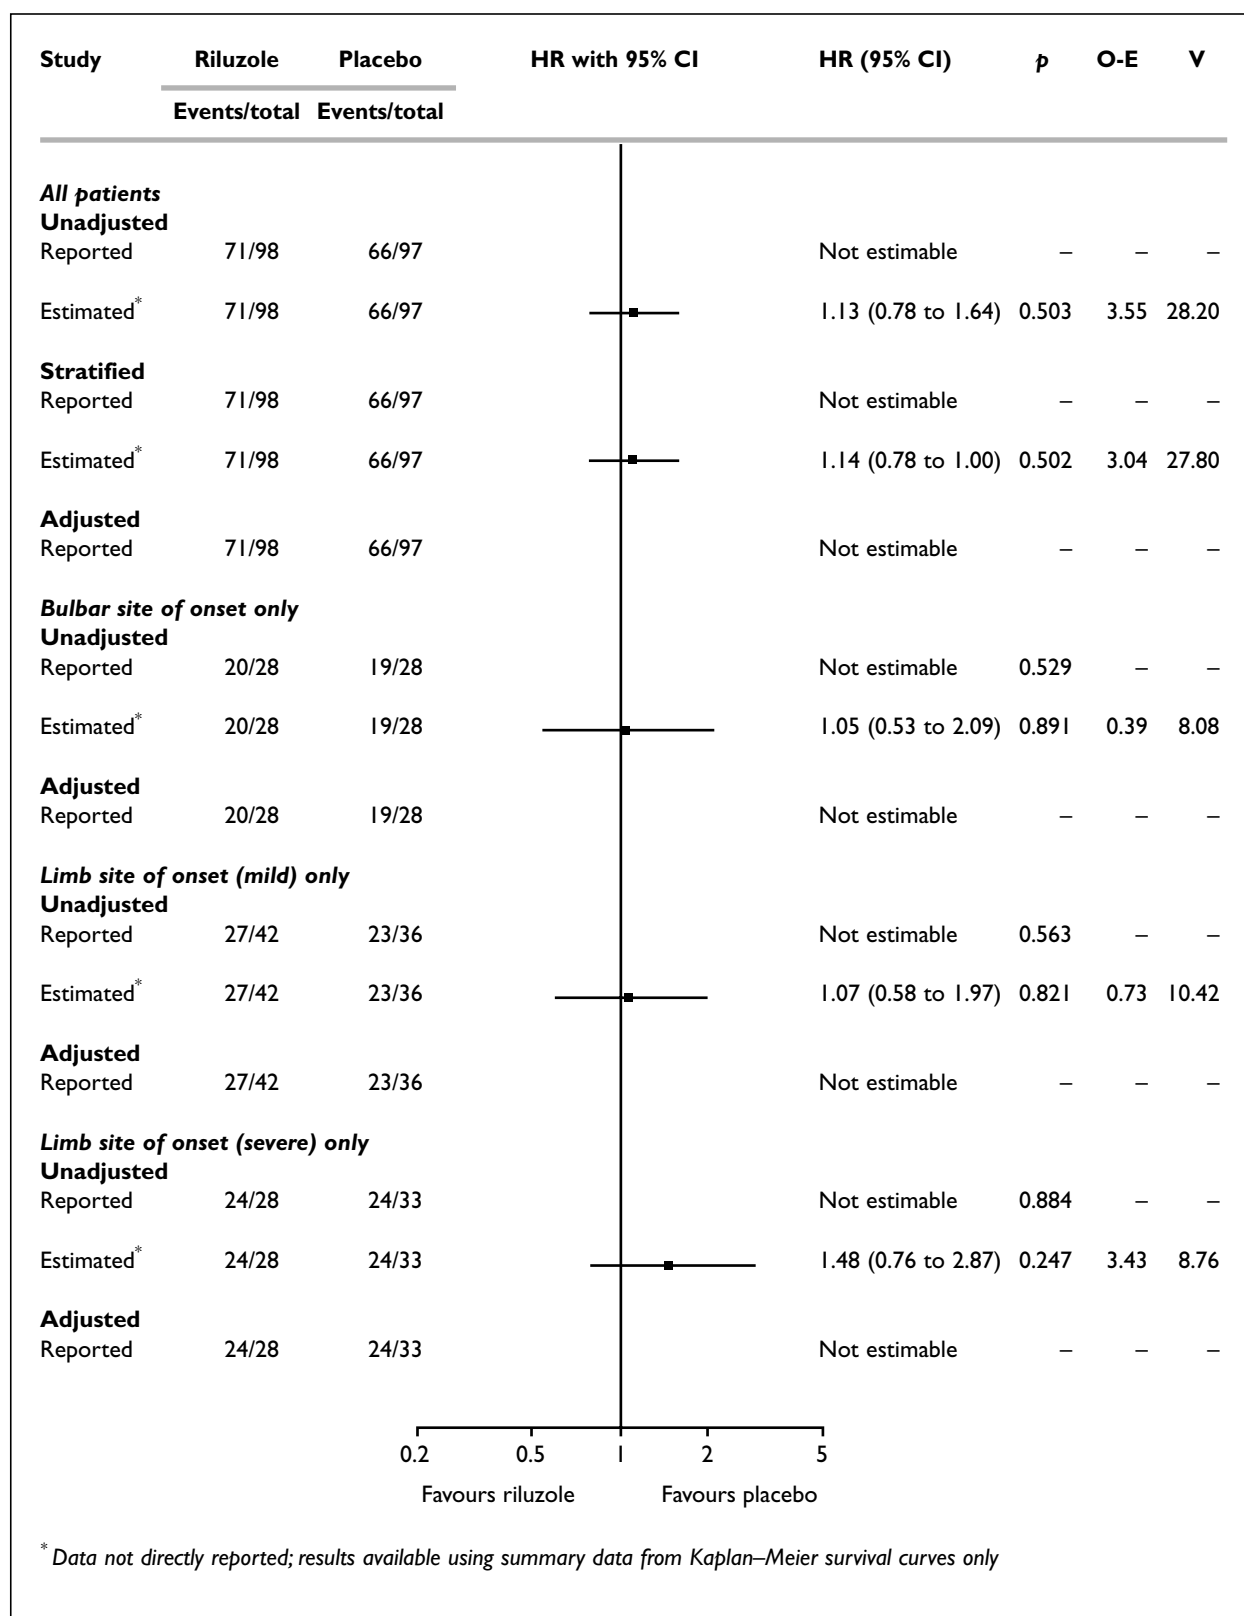 Study Riluzole Placebo HR with 95% CI HR (95% CI) p O-E V
Events/total Events/total
All patients
Unadjusted
Reported 71/98 66/97 Not estimable – – –
Estimated* 71/98 66/97 1.13 (0.78 to 1.64) 0.503 3.55 28.20
Stratified
Reported 71/98 66/97 Not estimable – – –
Estimated* 71/98 66/97 1.14 (0.78 to 1.00) 0.502 3.04 27.80
Adjusted
Reported 71/98 66/97 Not estimable – – –
Bulbar site of onset only
Unadjusted
Reported 20/28 19/28 Not estimable 0.529 – –
Estimated* 20/28 19/28 1.05 (0.53 to 2.09) 0.891 0.39 8.08
Adjusted
Reported 20/28 19/28 Not estimable – – –
Limb site of onset (mild) only
Unadjusted
Reported 27/42 23/36 Not estimable 0.563 – –
Estimated* 27/42 23/36 1.07 (0.58 to 1.97) 0.821 0.73 10.42
Adjusted
Reported 27/42 23/36 Not estimable – – –
Limb site of onset (severe) only
Unadjusted
Reported 24/28 24/33 Not estimable 0.884 – –
Estimated* 24/28 24/33 1.48 (0.76 to 2.87) 0.247 3.43 8.76
Adjusted
Reported 24/28 24/33 Not estimable – – –
0.2 0.5 1 2 5
Favours riluzole Favours placebo
* Data not directly reported; results available using summary data from Kaplan–Meier survival curves only